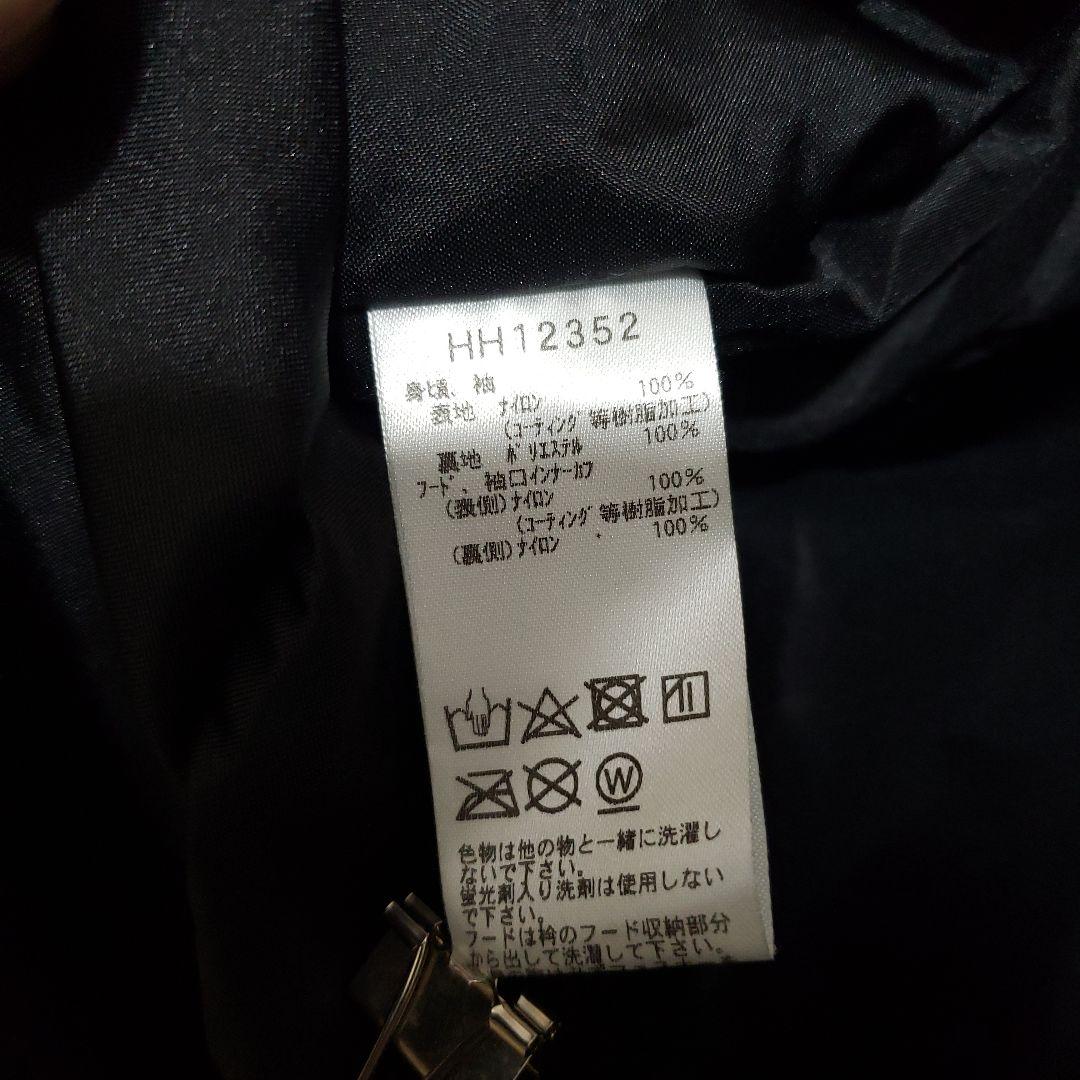 HH12352
身頃、袖
表地 ナイロン 100%
(コーティング等樹脂加工)
裏地 ポリエステル 100%
フード、袖口インナーカフ
(表側)ナイロン 100%
(コーティング等樹脂加工)
(裏側)ナイロン 100%
W
色物は他の物と一緒に洗濯し
ないで下さい。
蛍光剤入り洗剤は使用しない
で下さい。
フードは衿のフード収納部分
から出して洗濯して下さい。